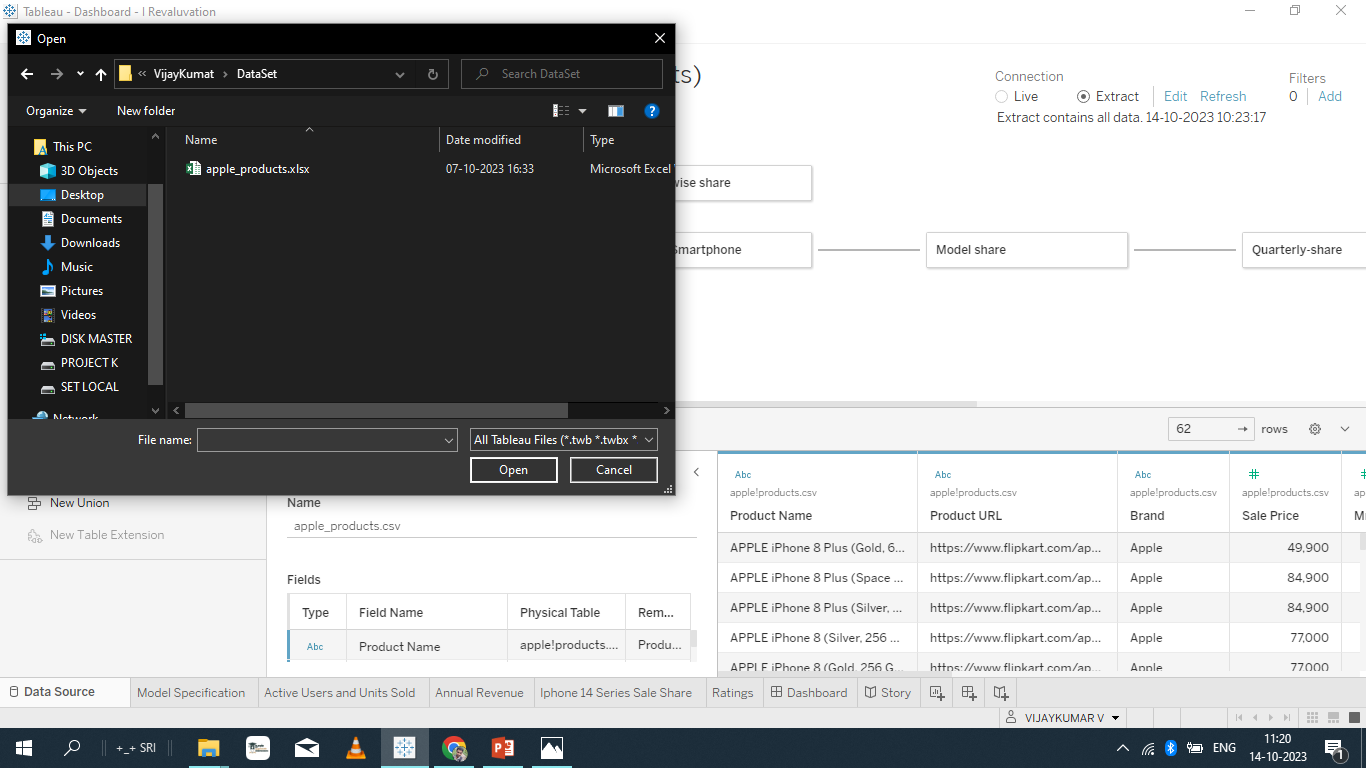 Tableau - Dashboard - I Revaluvation
Open
VijayKumat › DataSet
Search DataSet
Organize
New folder
This PC
3D Objects
Desktop
Documents
Downloads
Music
Pictures
Videos
DISK MASTER
PROJECT K
SET LOCAL
Network
Name
Date modified
Type
apple_products.xlsx
07-10-2023 16:33
Microsoft Excel
File name:
All Tableau Files (*.twb *.twbx *
Open
Cancel
ts)
Connection
Live
Extract
Edit
Refresh
Filters
0
Add
Extract contains all data. 14-10-2023 10:23:17
wise share
Smartphone
Model share
Quarterly-share
62
rows
New Union
New Table Extension
Name
apple_products.csv
Fields
Type
Field Name
Physical Table
Rem...
Abc
Product Name
apple!products....
Produ...
Abc
Abc
Abc
#
apple!products.csv
apple!products.csv
apple!products.csv
apple!products.csv
ap
Product Name
Product URL
Brand
Sale Price
M
APPLE iPhone 8 Plus (Gold, 6...
https://www.flipkart.com/ap...
Apple
49,900
APPLE iPhone 8 Plus (Space ...
https://www.flipkart.com/ap...
Apple
84,900
APPLE iPhone 8 Plus (Silver, ...
https://www.flipkart.com/ap...
Apple
84,900
APPLE iPhone 8 (Silver, 256 ...
https://www.flipkart.com/ap...
Apple
77,000
APPLE iPhone 8 (Gold, 256 G...
https://www.flipkart.com/ap...
Apple
77,000
Data Source
Model Specification
Active Users and Units Sold
Annual Revenue
Iphone 14 Series Sale Share
Ratings
Dashboard
Story
VIJAYKUMAR V
+_+ SRI
ENG
11:20
14-10-2023
1